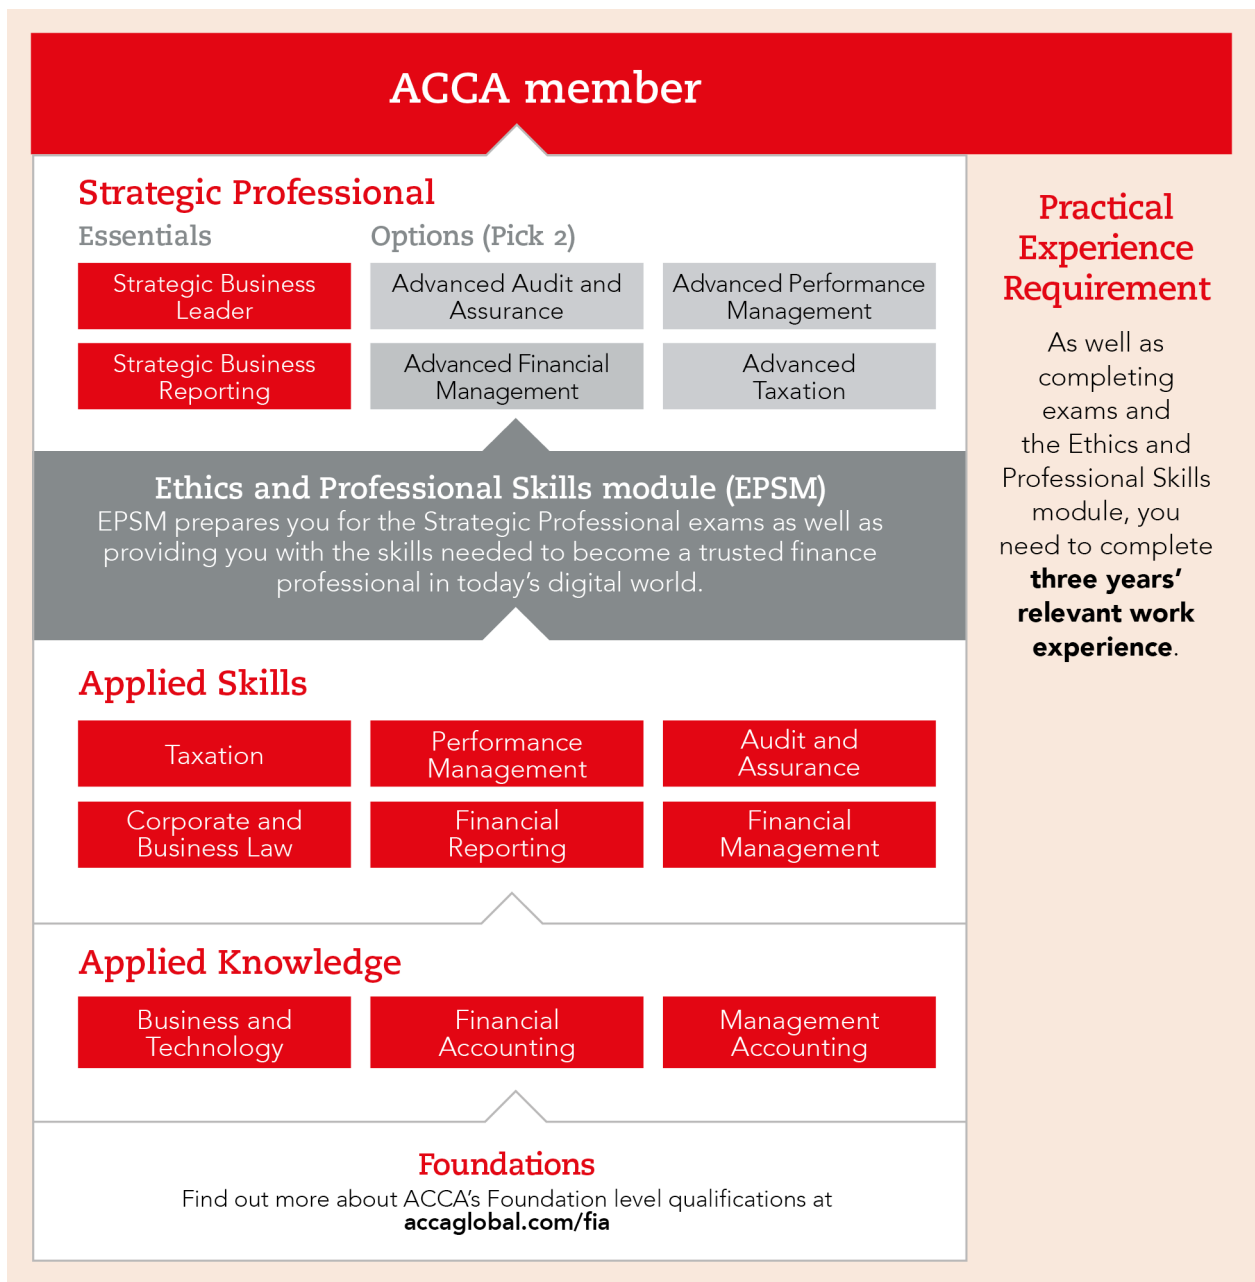 ACCA member
Strategic Professional
Essentials
Options (Pick 2)
Strategic Business
Leader
Advanced Audit and
Assurance
Advanced Performance
Management
Strategic Business
Reporting
Advanced Financial
Management
Advanced
Taxation
Ethics and Professional Skills module (EPSM)
EPSM prepares you for the Strategic Professional exams as well as
providing you with the skills needed to become a trusted finance
professional in today’s digital world.
Applied Skills
Taxation
Performance
Management
Audit and
Assurance
Corporate and
Business Law
Financial
Reporting
Financial
Management
Applied Knowledge
Business and
Technology
Financial
Accounting
Management
Accounting
Foundations
Find out more about ACCA’s Foundation level qualifications at
accaglobal.com/fia
Practical
Experience
Requirement
As well as
completing
exams and
the Ethics and
Professional Skills
module, you
need to complete
three years’
relevant work
experience.